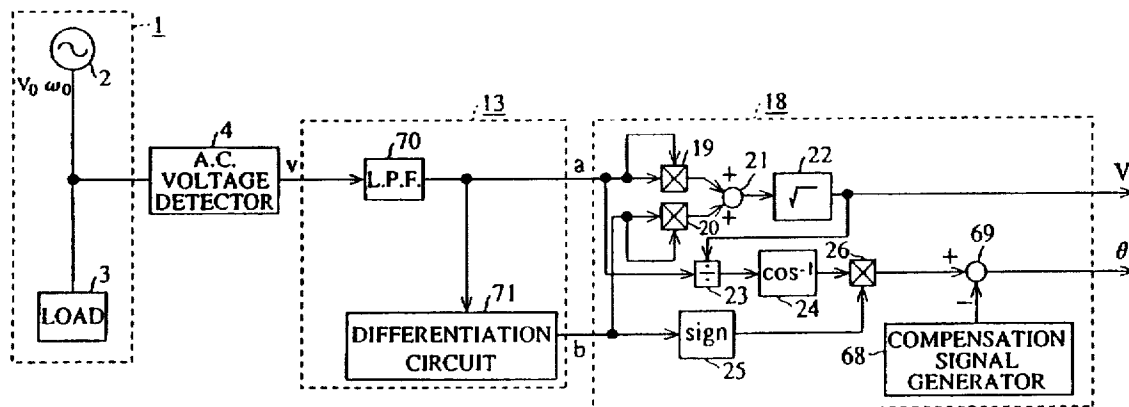 1
2
V₀ ω₀
3
LOAD
4
A.C.
VOLTAGE
DETECTOR
v
13
70
L.P.F.
71
DIFFERENTIATION
CIRCUIT
a
b
18
19
20
+
+
21
22
√
÷
23
cos⁻¹
24
sign
25
26
+
−
69
68
COMPENSATION
SIGNAL
GENERATOR
V
θ